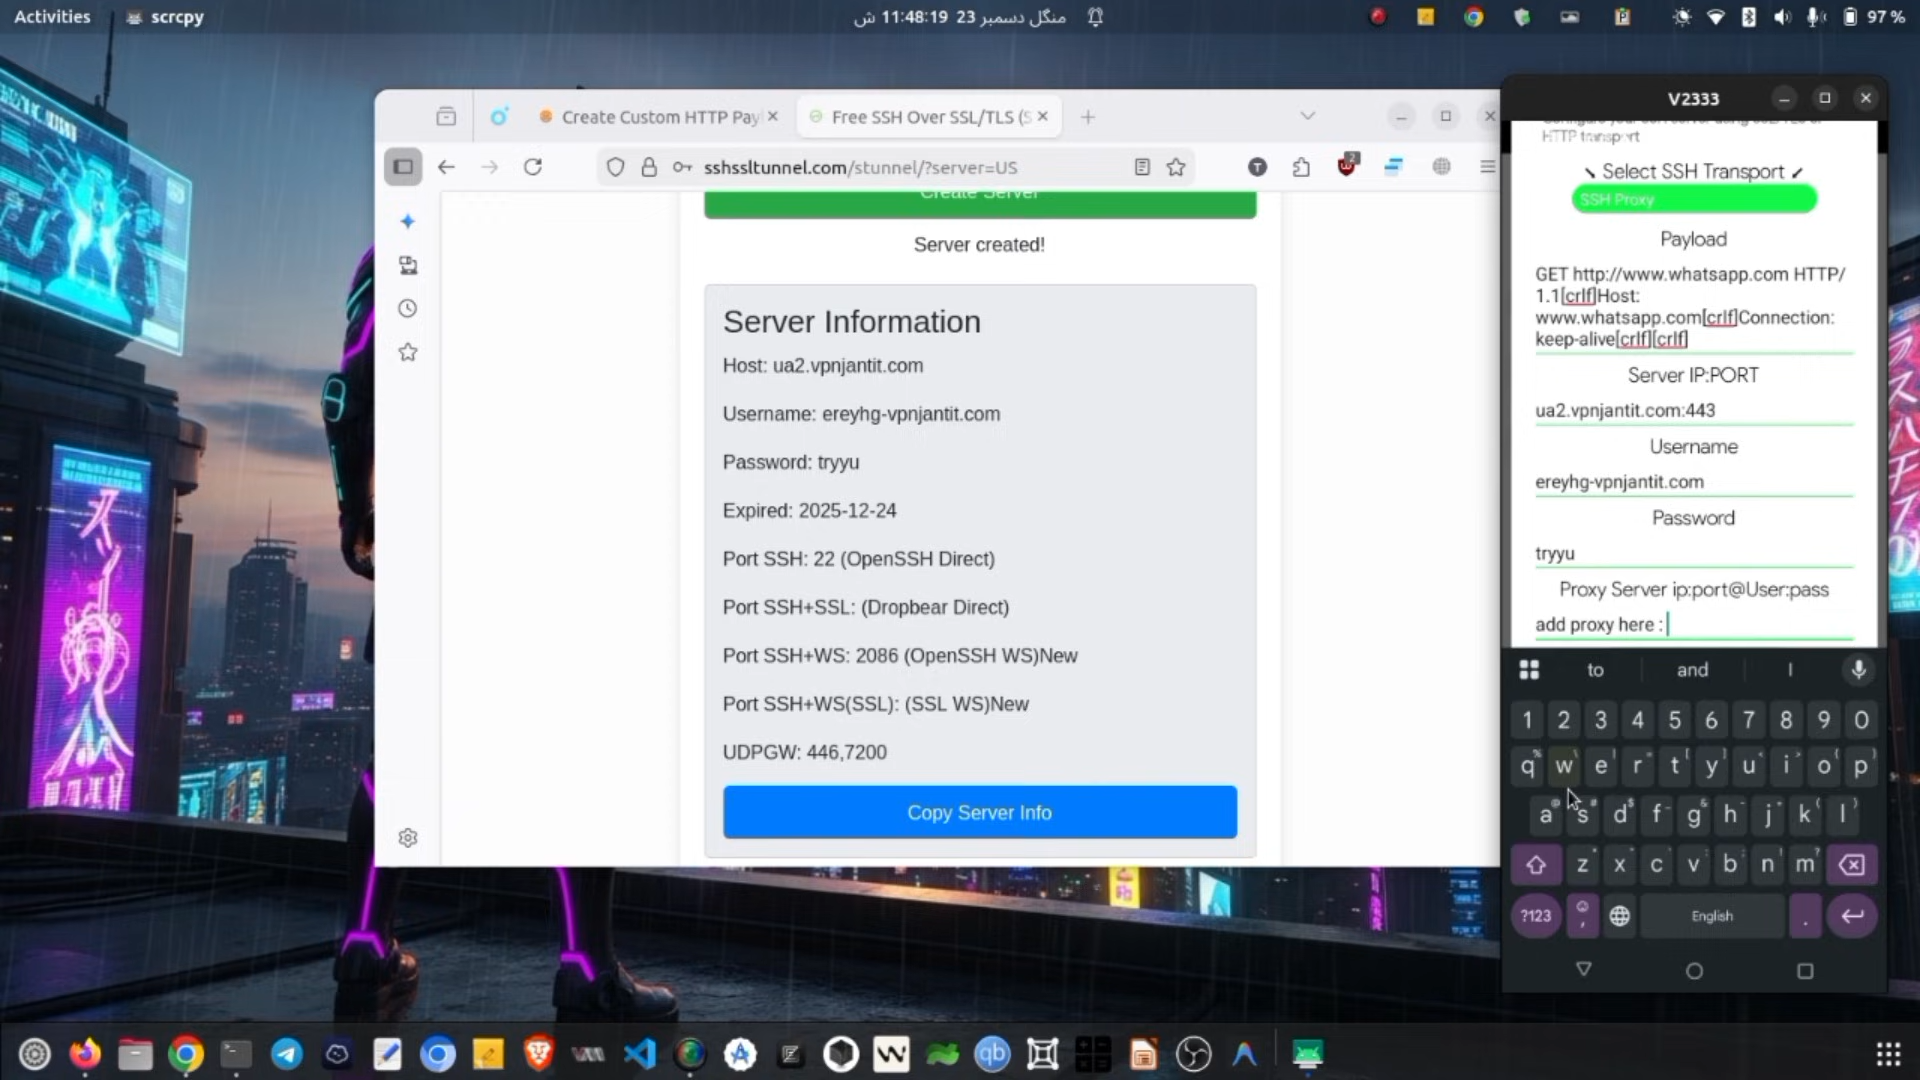 Activities
scrcpy
منگل دسمبر 23 11:48:19 ش
97 %
Create Custom HTTP Payl
Free SSH Over SSL/TLS (S
sshssltunnel.com/stunnel/?server=US
2
Create Server
Server created!
Server Information
Host: ua2.vpnjantit.com
Username: ereyhg-vpnjantit.com
Password: tryyu
Expired: 2025-12-24
Port SSH: 22 (OpenSSH Direct)
Port SSH+SSL: (Dropbear Direct)
Port SSH+WS: 2086 (OpenSSH WS)New
Port SSH+WS(SSL): (SSL WS)New
UDPGW: 446,7200
Copy Server Info
V2333
HTTP transport
Select SSH Transport
SSH Proxy
Payload
GET http://www.whatsapp.com HTTP/
1.1[crlf]Host:
www.whatsapp.com[crlf]Connection:
keep-alive[crlf][crlf]
Server IP:PORT
ua2.vpnjantit.com:443
Username
ereyhg-vpnjantit.com
Password
tryyu
Proxy Server ip:port@User:pass
add proxy here :
to and I
1 2 3 4 5 6 7 8 9 0
q w e r t y u i o p
a s d f g h j k l
z x c v b n m
?123 , English .